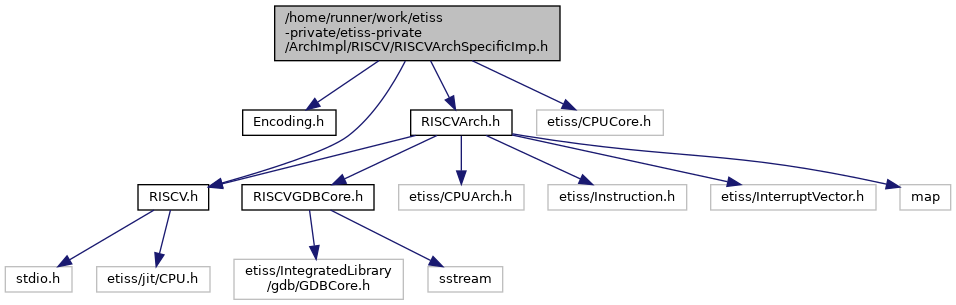 /home/runner/work/etiss
-private/etiss-private
/ArchImpl/RISCV/RISCVArchSpecificImp.h
Encoding.h
RISCVArch.h
etiss/CPUCore.h
RISCV.h
RISCVGDBCore.h
etiss/CPUArch.h
etiss/Instruction.h
etiss/InterruptVector.h
map
stdio.h
etiss/jit/CPU.h
etiss/IntegratedLibrary
/gdb/GDBCore.h
sstream